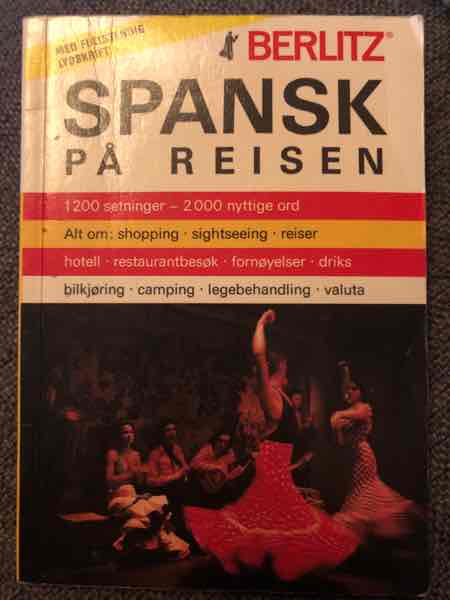 MED FULLSTENDIG
LYDSKRIFT
BERLITZ®
SPANSK
PÅ REISEN
1200 setninger – 2000 nyttige ord
Alt om: shopping · sightseeing · reiser
hotell · restaurantbesøk · fornøyelser · driks
bilkjøring · camping · legebehandling · valuta